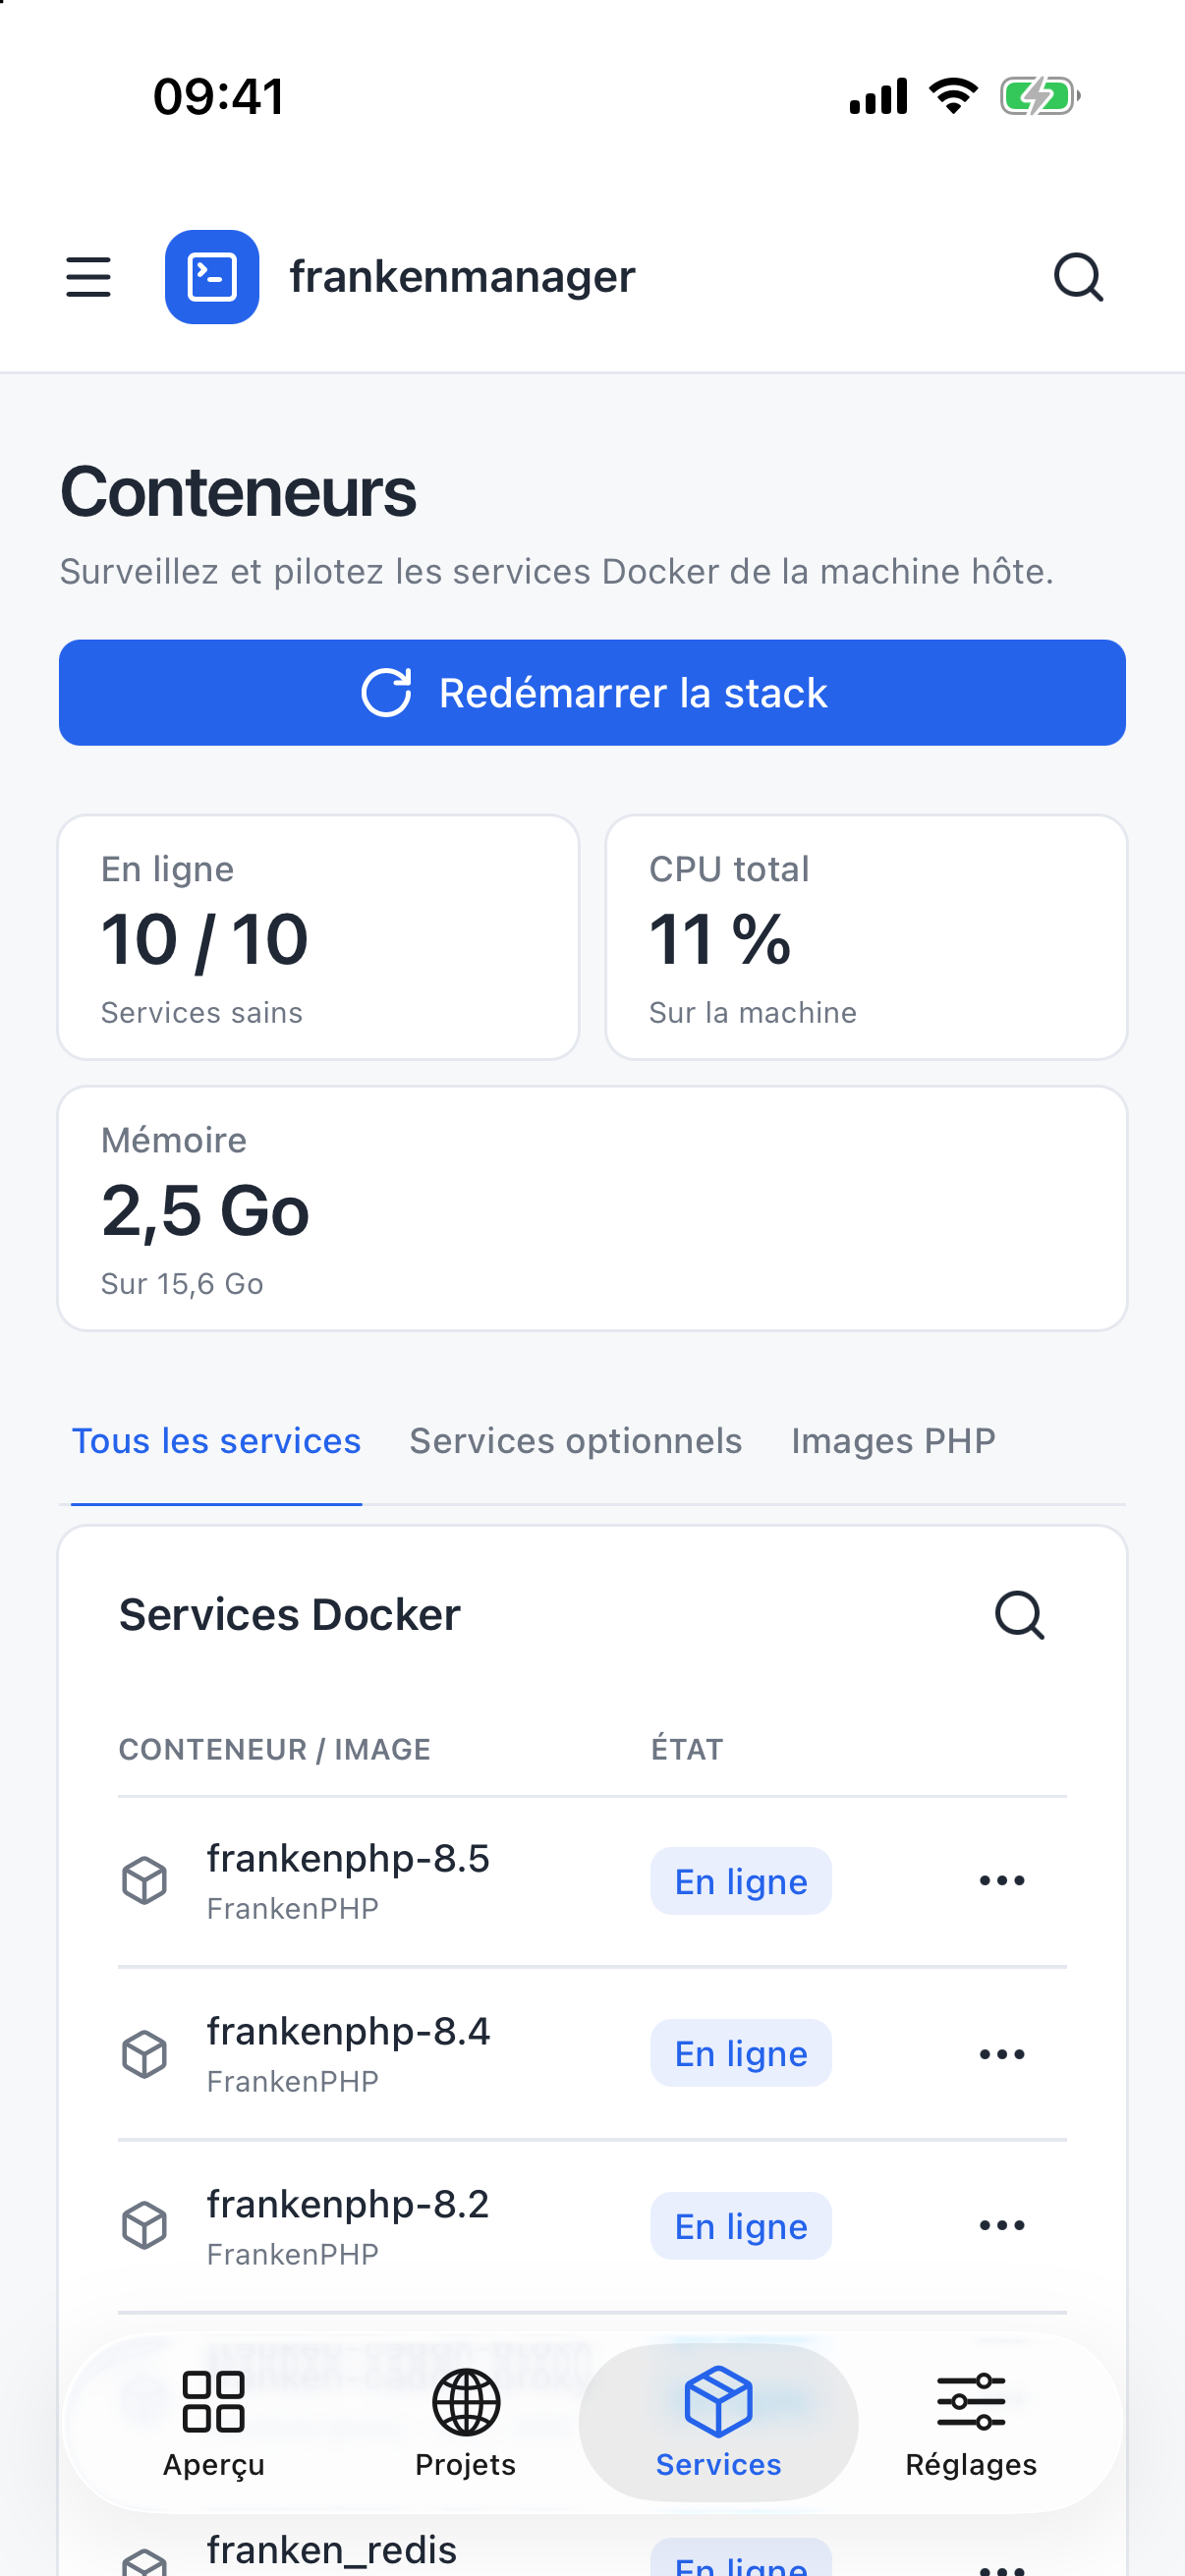 09:41
frankenmanager
Conteneurs
Surveillez et pilotez les services Docker de la machine hôte.
Redémarrer la stack
En ligne
10 / 10
Services sains
CPU total
11 %
Sur la machine
Mémoire
2,5 Go
Sur 15,6 Go
Tous les services
Services optionnels
Images PHP
Services Docker
CONTENEUR / IMAGE
ÉTAT
frankenphp-8.5
FrankenPHP
En ligne
frankenphp-8.4
FrankenPHP
En ligne
frankenphp-8.2
FrankenPHP
En ligne
Aperçu
Projets
Services
Réglages
franken_redis
En ligne